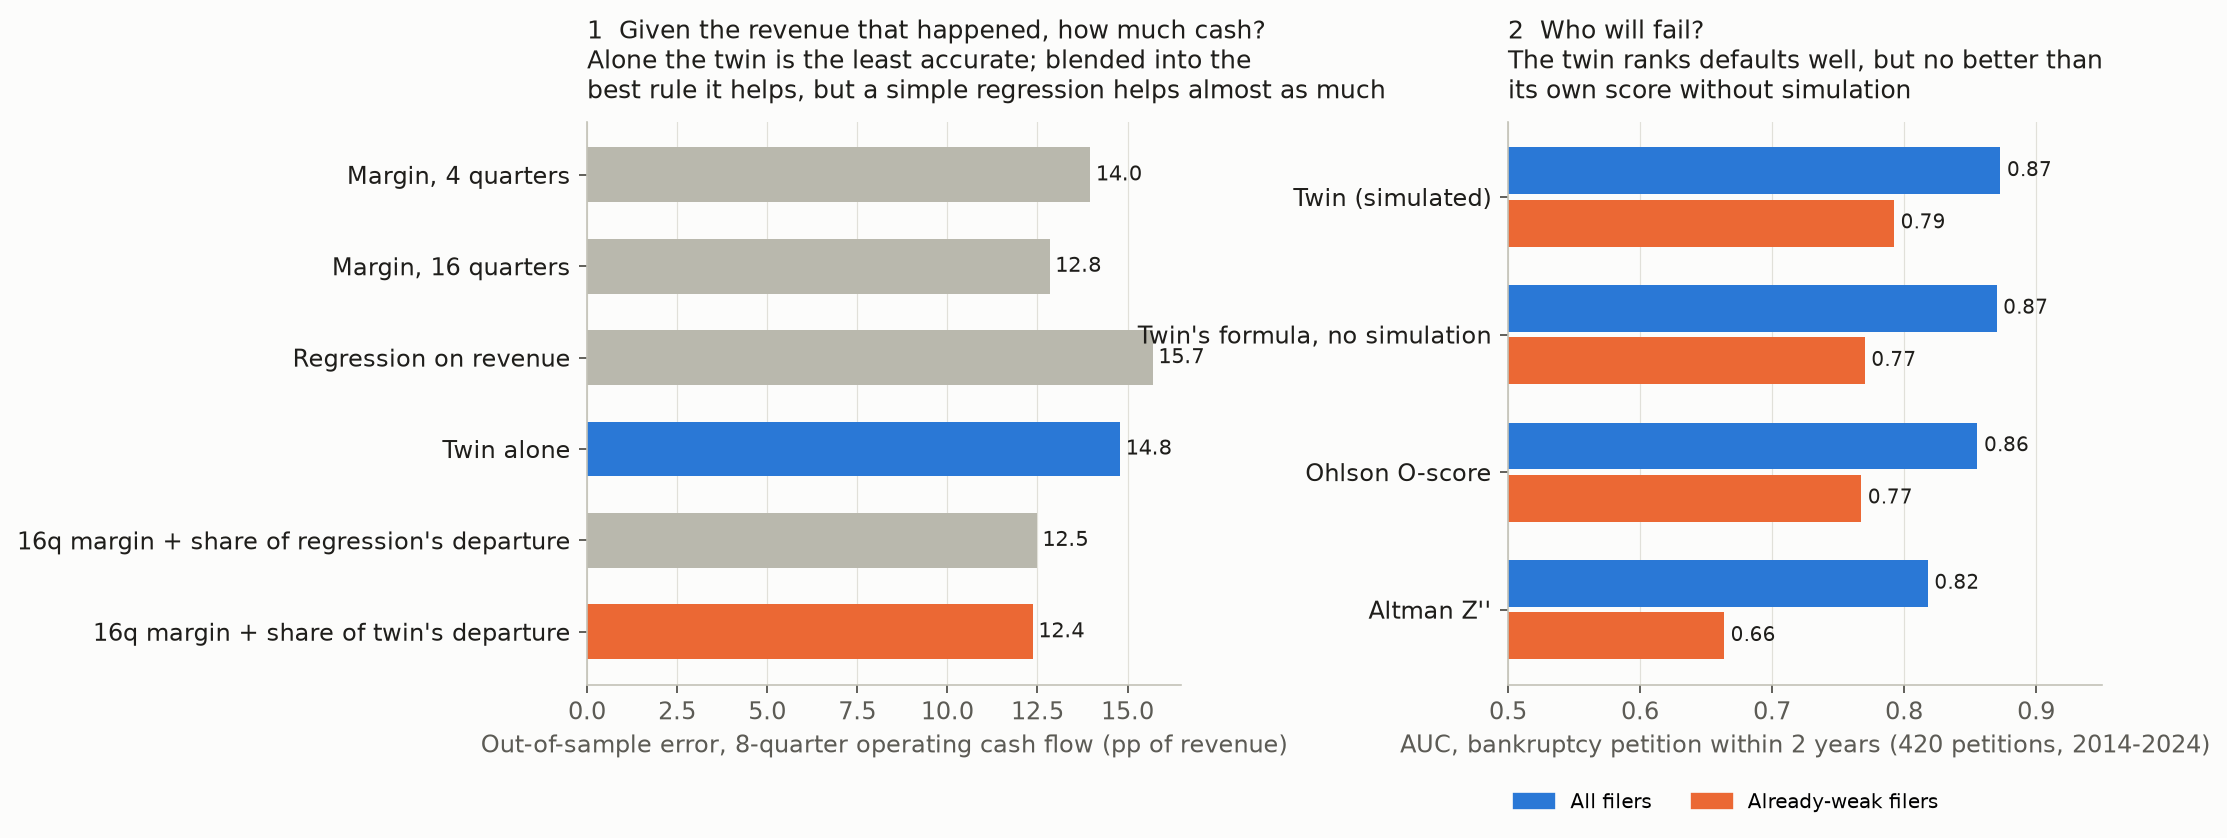 1  Given the revenue that happened, how much cash?
Alone the twin is the least accurate; blended into the
best rule it helps, but a simple regression helps almost as much
Margin, 4 quarters
14.0
Margin, 16 quarters
12.8
Regression on revenue
15.7
Twin alone
14.8
16q margin + share of regression's departure
12.5
16q margin + share of twin's departure
12.4
0.0 2.5 5.0 7.5 10.0 12.5 15.0
Out-of-sample error, 8-quarter operating cash flow (pp of revenue)
2  Who will fail?
The twin ranks defaults well, but no better than
its own score without simulation
Twin (simulated)
0.87
0.79
Twin's formula, no simulation
0.87
0.77
Ohlson O-score
0.86
0.77
Altman Z''
0.82
0.66
0.5 0.6 0.7 0.8 0.9
AUC, bankruptcy petition within 2 years (420 petitions, 2014-2024)
All filers
Already-weak filers